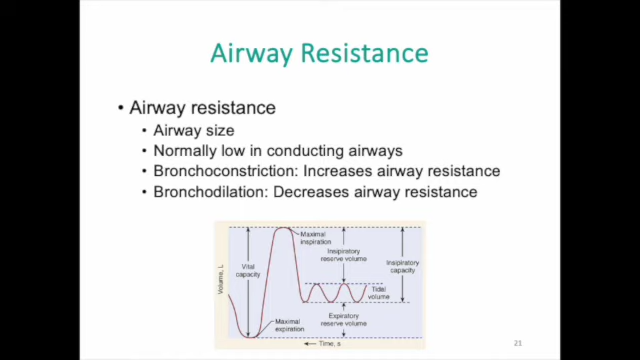 Airway Resistance
• Airway resistance
• Airway size
• Normally low in conducting airways
• Bronchoconstriction: Increases airway resistance
• Bronchodilation: Decreases airway resistance
Volume, L
Vital
capacity
Maximal
inspiration
Maximal
expiration
Inspiratory
reserve volume
Tidal
volume
Expiratory
reserve volume
Inspiratory
capacity
Time, s
21